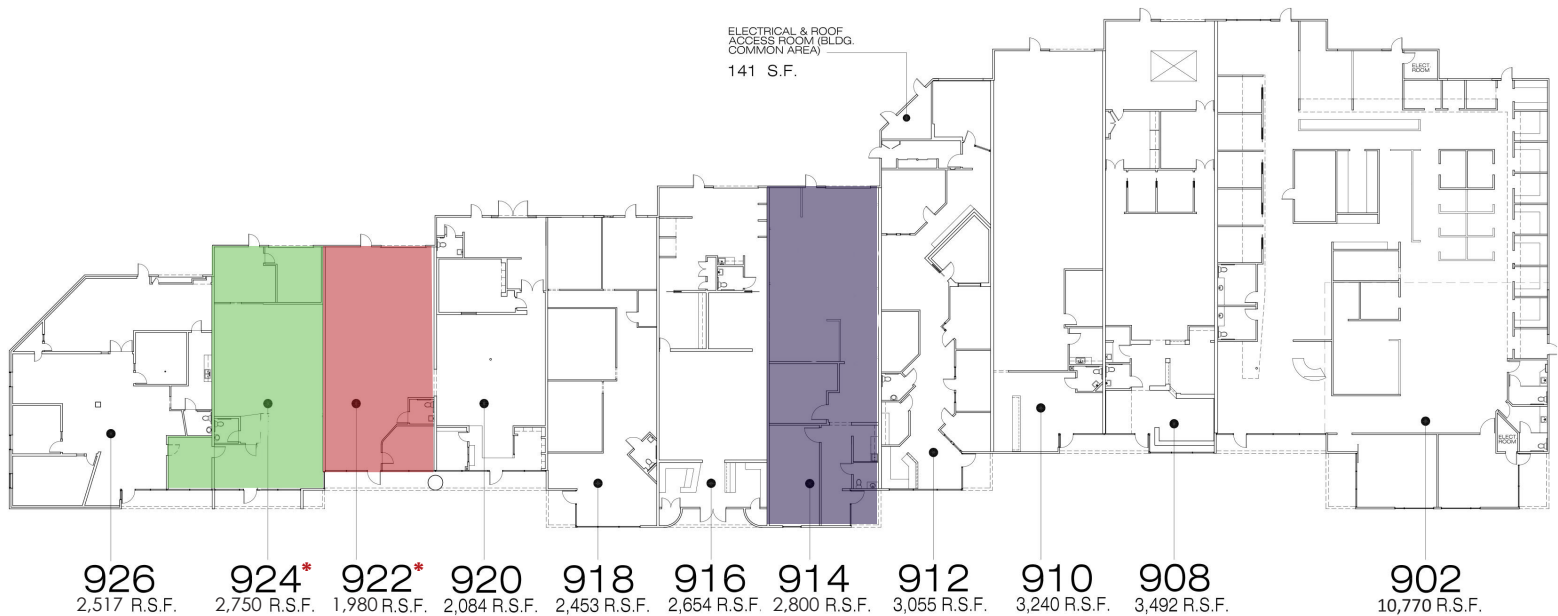 ELECTRICAL & ROOF
ACCESS ROOM (BLDG.
COMMON AREA)
141 S.F.
ELECT
ROOM
ELECT
ROOM
926
2,517 R.S.F.
924*
2,750 R.S.F.
922*
1,980 R.S.F.
920
2,084 R.S.F.
918
2,453 R.S.F.
916
2,654 R.S.F.
914
2,800 R.S.F.
912
3,055 R.S.F.
910
3,240 R.S.F.
908
3,492 R.S.F.
902
10,770 R.S.F.